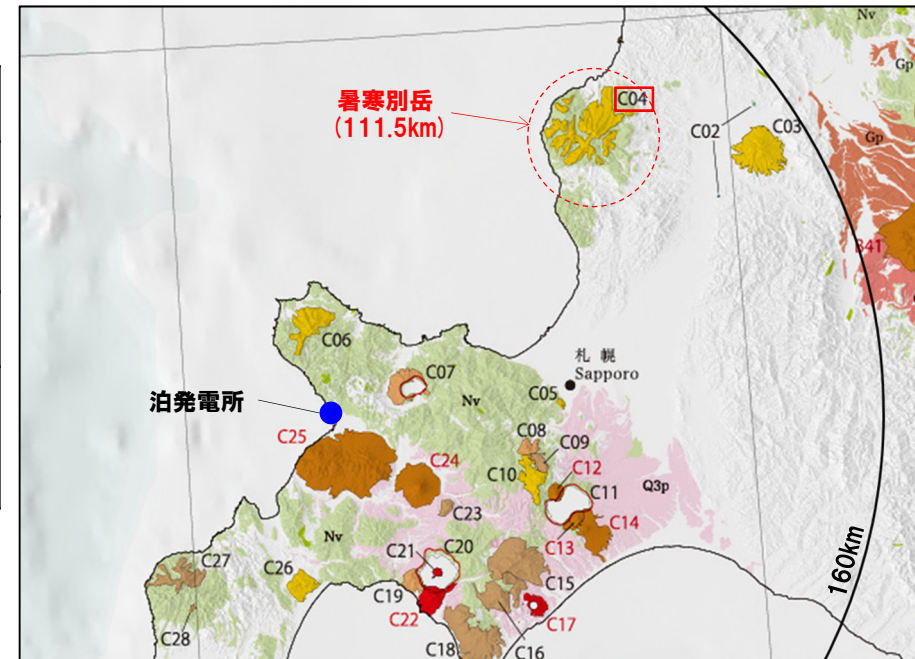 Nv
Gp
暑寒別岳
(111.5km)
C04
C02
C03
Gp
B41
C06
札 幌
Sapporo
C07
C05
泊発電所
Nv
C25
C08
C09
C24
C10
C12
C11
Q3p
C23
C14
C13
Nv
C20
C21
C27
C26
C15
C19
C22
C17
C28
C18
C16
160km